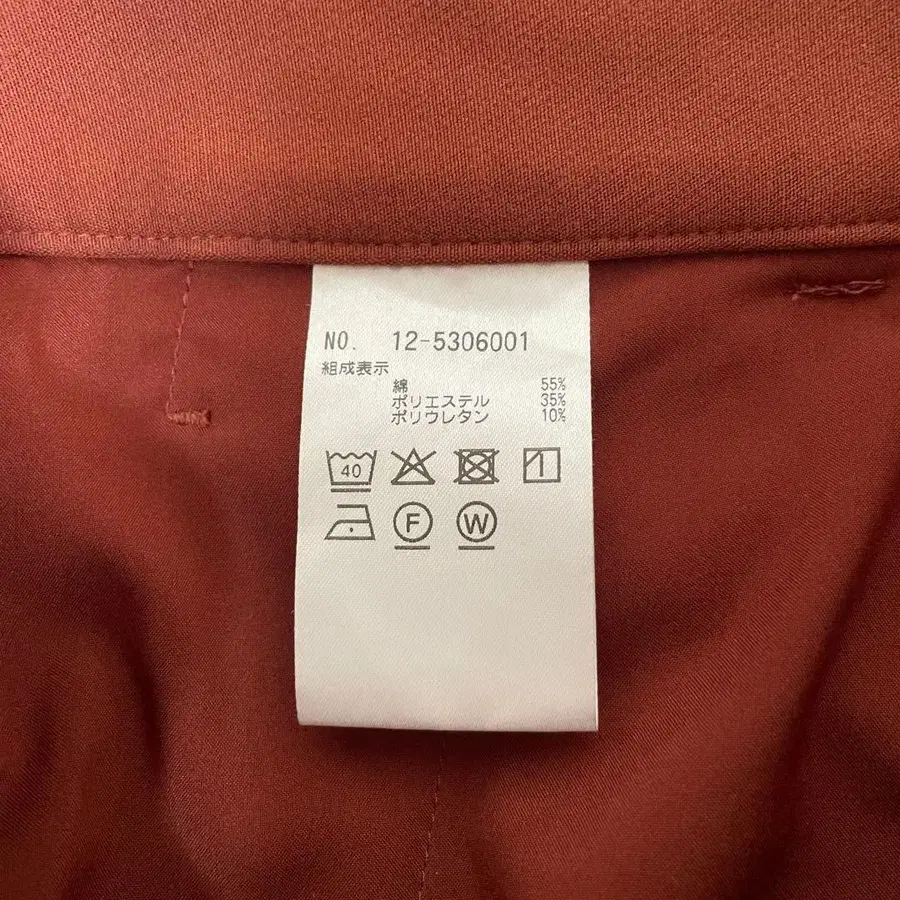 NO. 12-5306001
組成表示
綿 55%
ポリエステル 35%
ポリウレタン 10%
40
F W